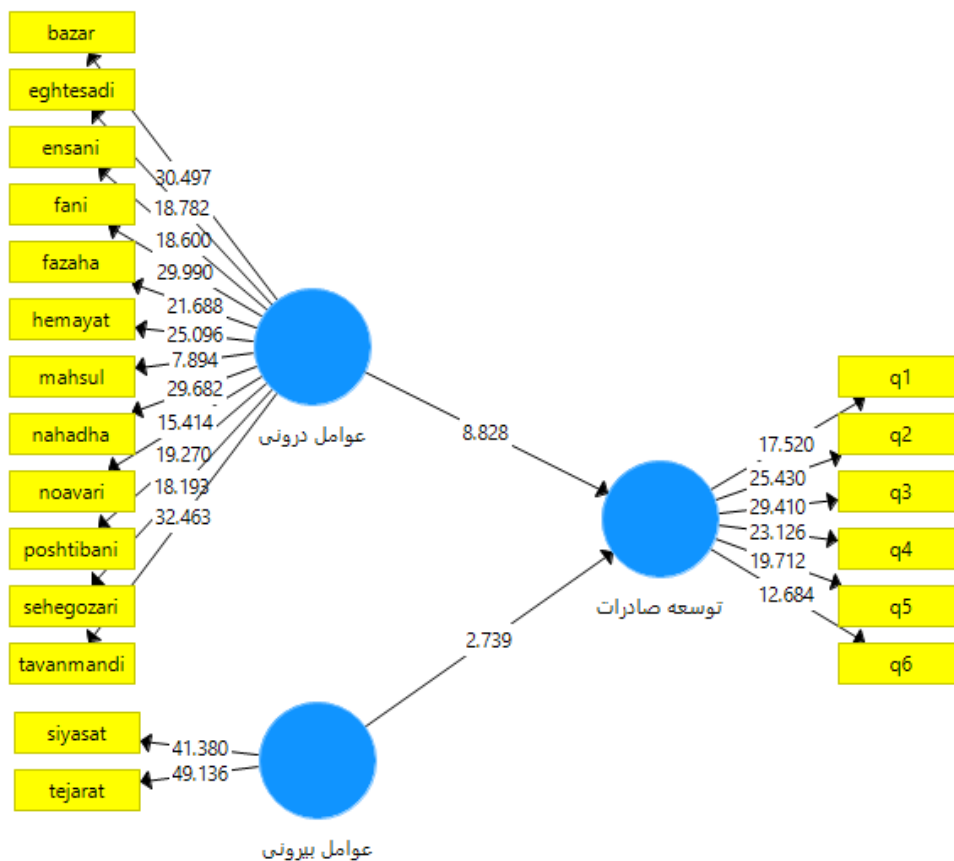 bazar
eghtesadi
ensani
fani
fazaha
hemayat
mahsul
nahadha
noavari
poshtibani
sehegozari
tavanmandi
30.497
18.782
18.600
29.990
21.688
25.096
7.894
29.682
15.414
19.270
18.193
32.463
عوامل درونی
8.828
siyasat
tejarat
41.380
49.136
عوامل بیرونی
2.739
توسعه صادرات
17.520
25.430
29.410
23.126
19.712
12.684
q1
q2
q3
q4
q5
q6